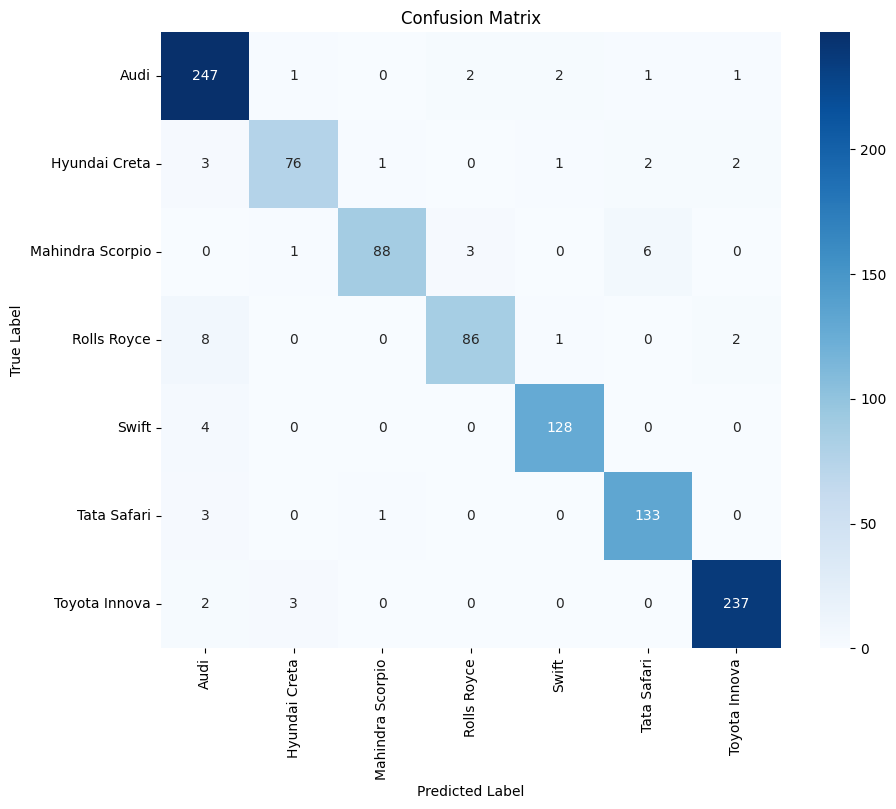 Confusion Matrix
Audi 247 1 0 2 2 1 1
Hyundai Creta 3 76 1 0 1 2 2
Mahindra Scorpio 0 1 88 3 0 6 0
Rolls Royce 8 0 0 86 1 0 2
Swift 4 0 0 0 128 0 0
Tata Safari 3 0 1 0 0 133 0
Toyota Innova 2 3 0 0 0 0 237
True Label
Audi
Hyundai Creta
Mahindra Scorpio
Rolls Royce
Swift
Tata Safari
Toyota Innova
Predicted Label
200
150
100
50
0